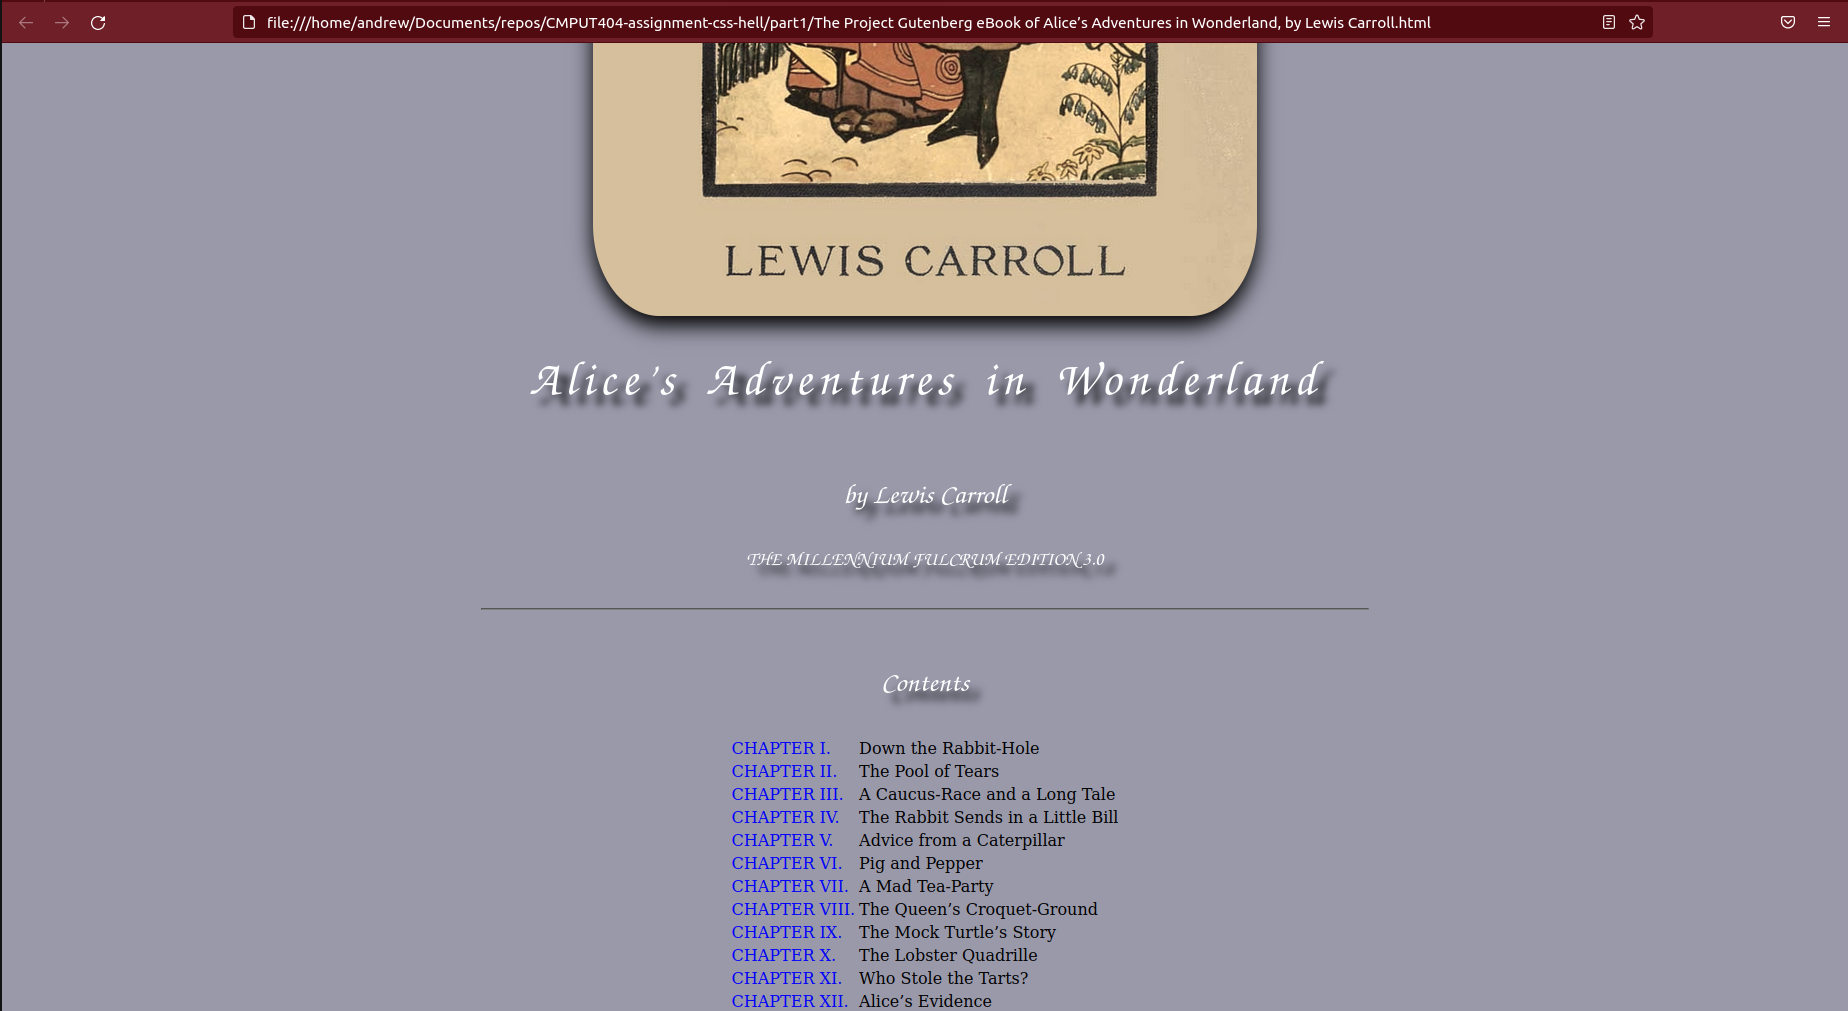 file:///home/andrew/Documents/repos/CMPUT404-assignment-css-hell/part1/The Project Gutenberg eBook of Alice’s Adventures in Wonderland, by Lewis Carroll.html
LEWIS CARROLL
Alice’s Adventures in Wonderland
by Lewis Carroll
THE MILLENNIUM FULCRUM EDITION 3.0
Contents
CHAPTER I. Down the Rabbit-Hole
CHAPTER II. The Pool of Tears
CHAPTER III. A Caucus-Race and a Long Tale
CHAPTER IV. The Rabbit Sends in a Little Bill
CHAPTER V. Advice from a Caterpillar
CHAPTER VI. Pig and Pepper
CHAPTER VII. A Mad Tea-Party
CHAPTER VIII. The Queen’s Croquet-Ground
CHAPTER IX. The Mock Turtle’s Story
CHAPTER X. The Lobster Quadrille
CHAPTER XI. Who Stole the Tarts?
CHAPTER XII. Alice’s Evidence